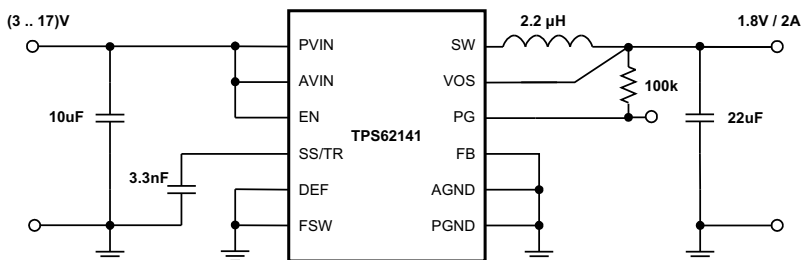 (3 .. 17)V
2.2 µH
1.8V / 2A
PVIN
SW
AVIN
VOS
100k
10uF
EN
PG
22uF
TPS62141
SS/TR
FB
3.3nF
DEF
AGND
FSW
PGND